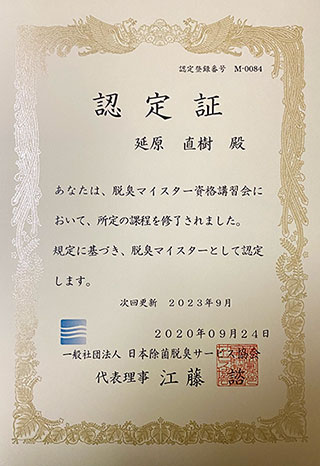 認定登録番号 M-0084
認定証
延原 直樹 殿
あなたは、脱臭マイスター資格講習会に
おいて、所定の課程を修了されました。
規定に基づき、脱臭マイスターとして認定
します。
次回更新 2023年9月
2020年09月24日
一般社団法人 日本除菌脱臭サービス協会
代表理事 江藤 諮